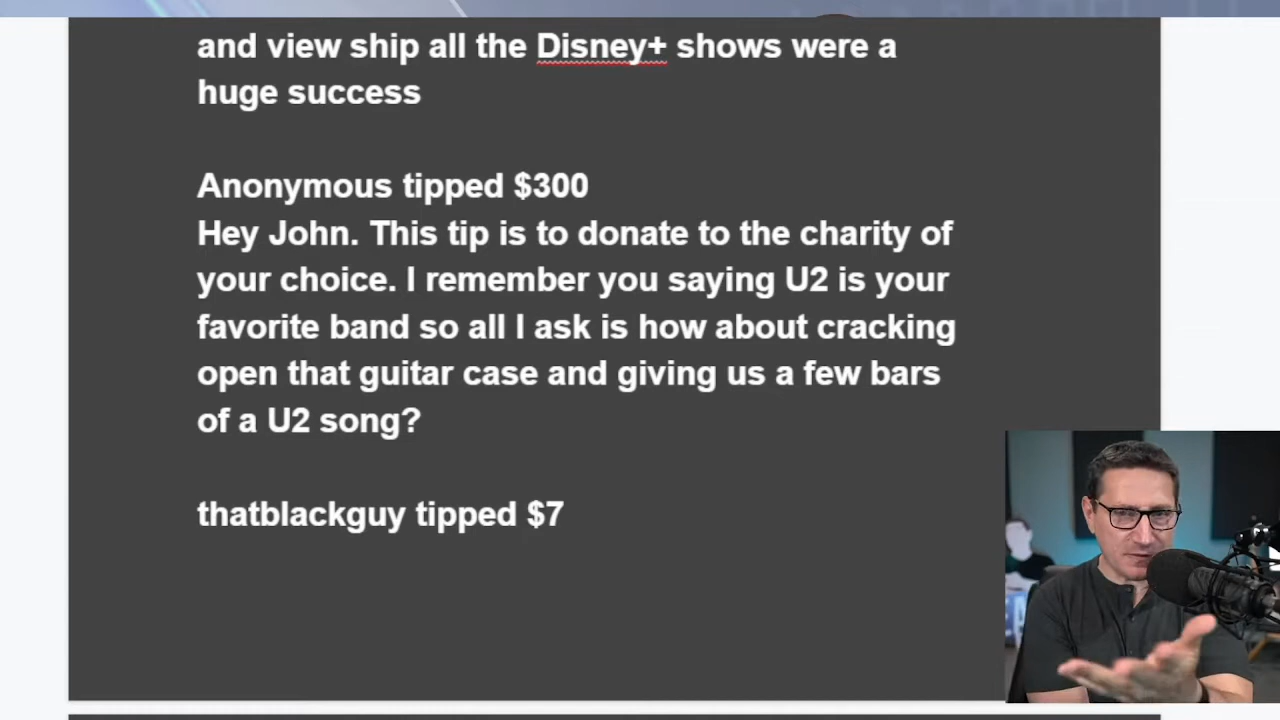 and view ship all the Disney+ shows were a
huge success
Anonymous tipped $300
Hey John. This tip is to donate to the charity of
your choice. I remember you saying U2 is your
favorite band so all I ask is how about cracking
open that guitar case and giving us a few bars
of a U2 song?
thatblackguy tipped $7